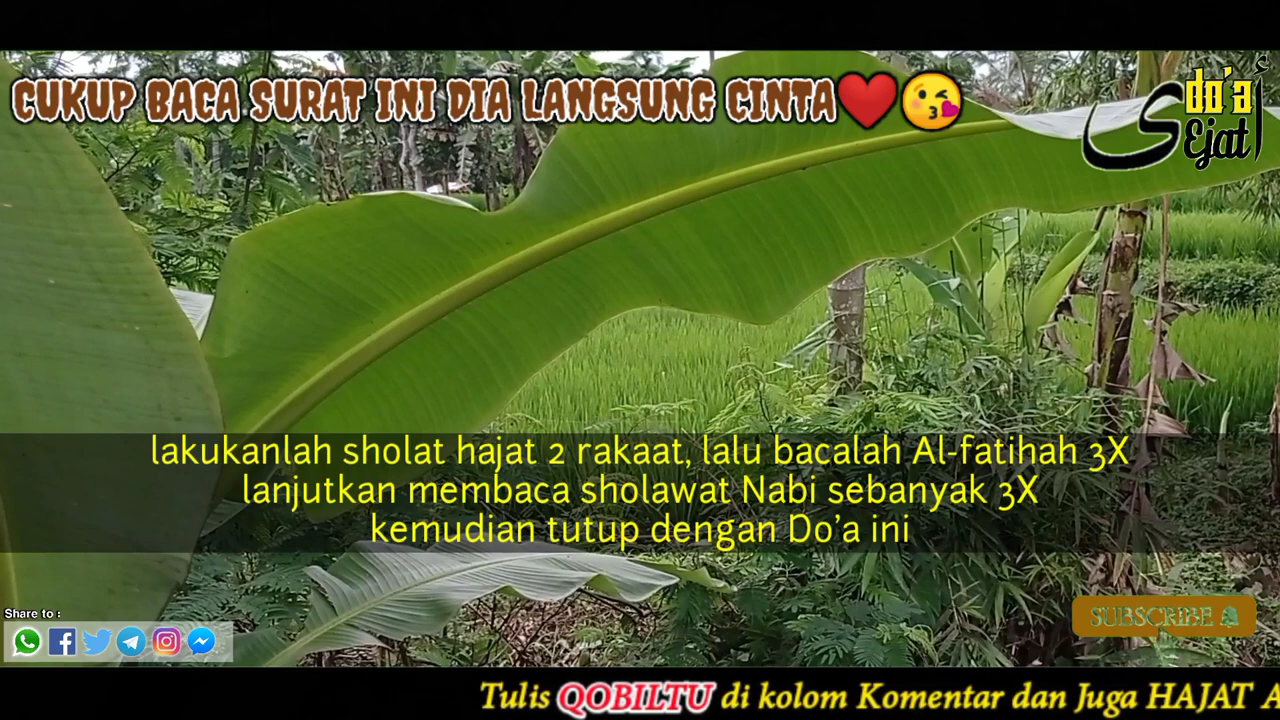 CUKUP BACA SURAT INI DIA LANGSUNG CINTA❤️😘
do'a
Ejati
lakukanlah sholat hajat 2 rakaat, lalu bacalah Al-fatihah 3X
lanjutkan membaca sholawat Nabi sebanyak 3X
kemudian tutup dengan Do'a ini
Share to :
SUBSCRIBE
Tulis QOBILTU di kolom Komentar dan Juga HAJAT A